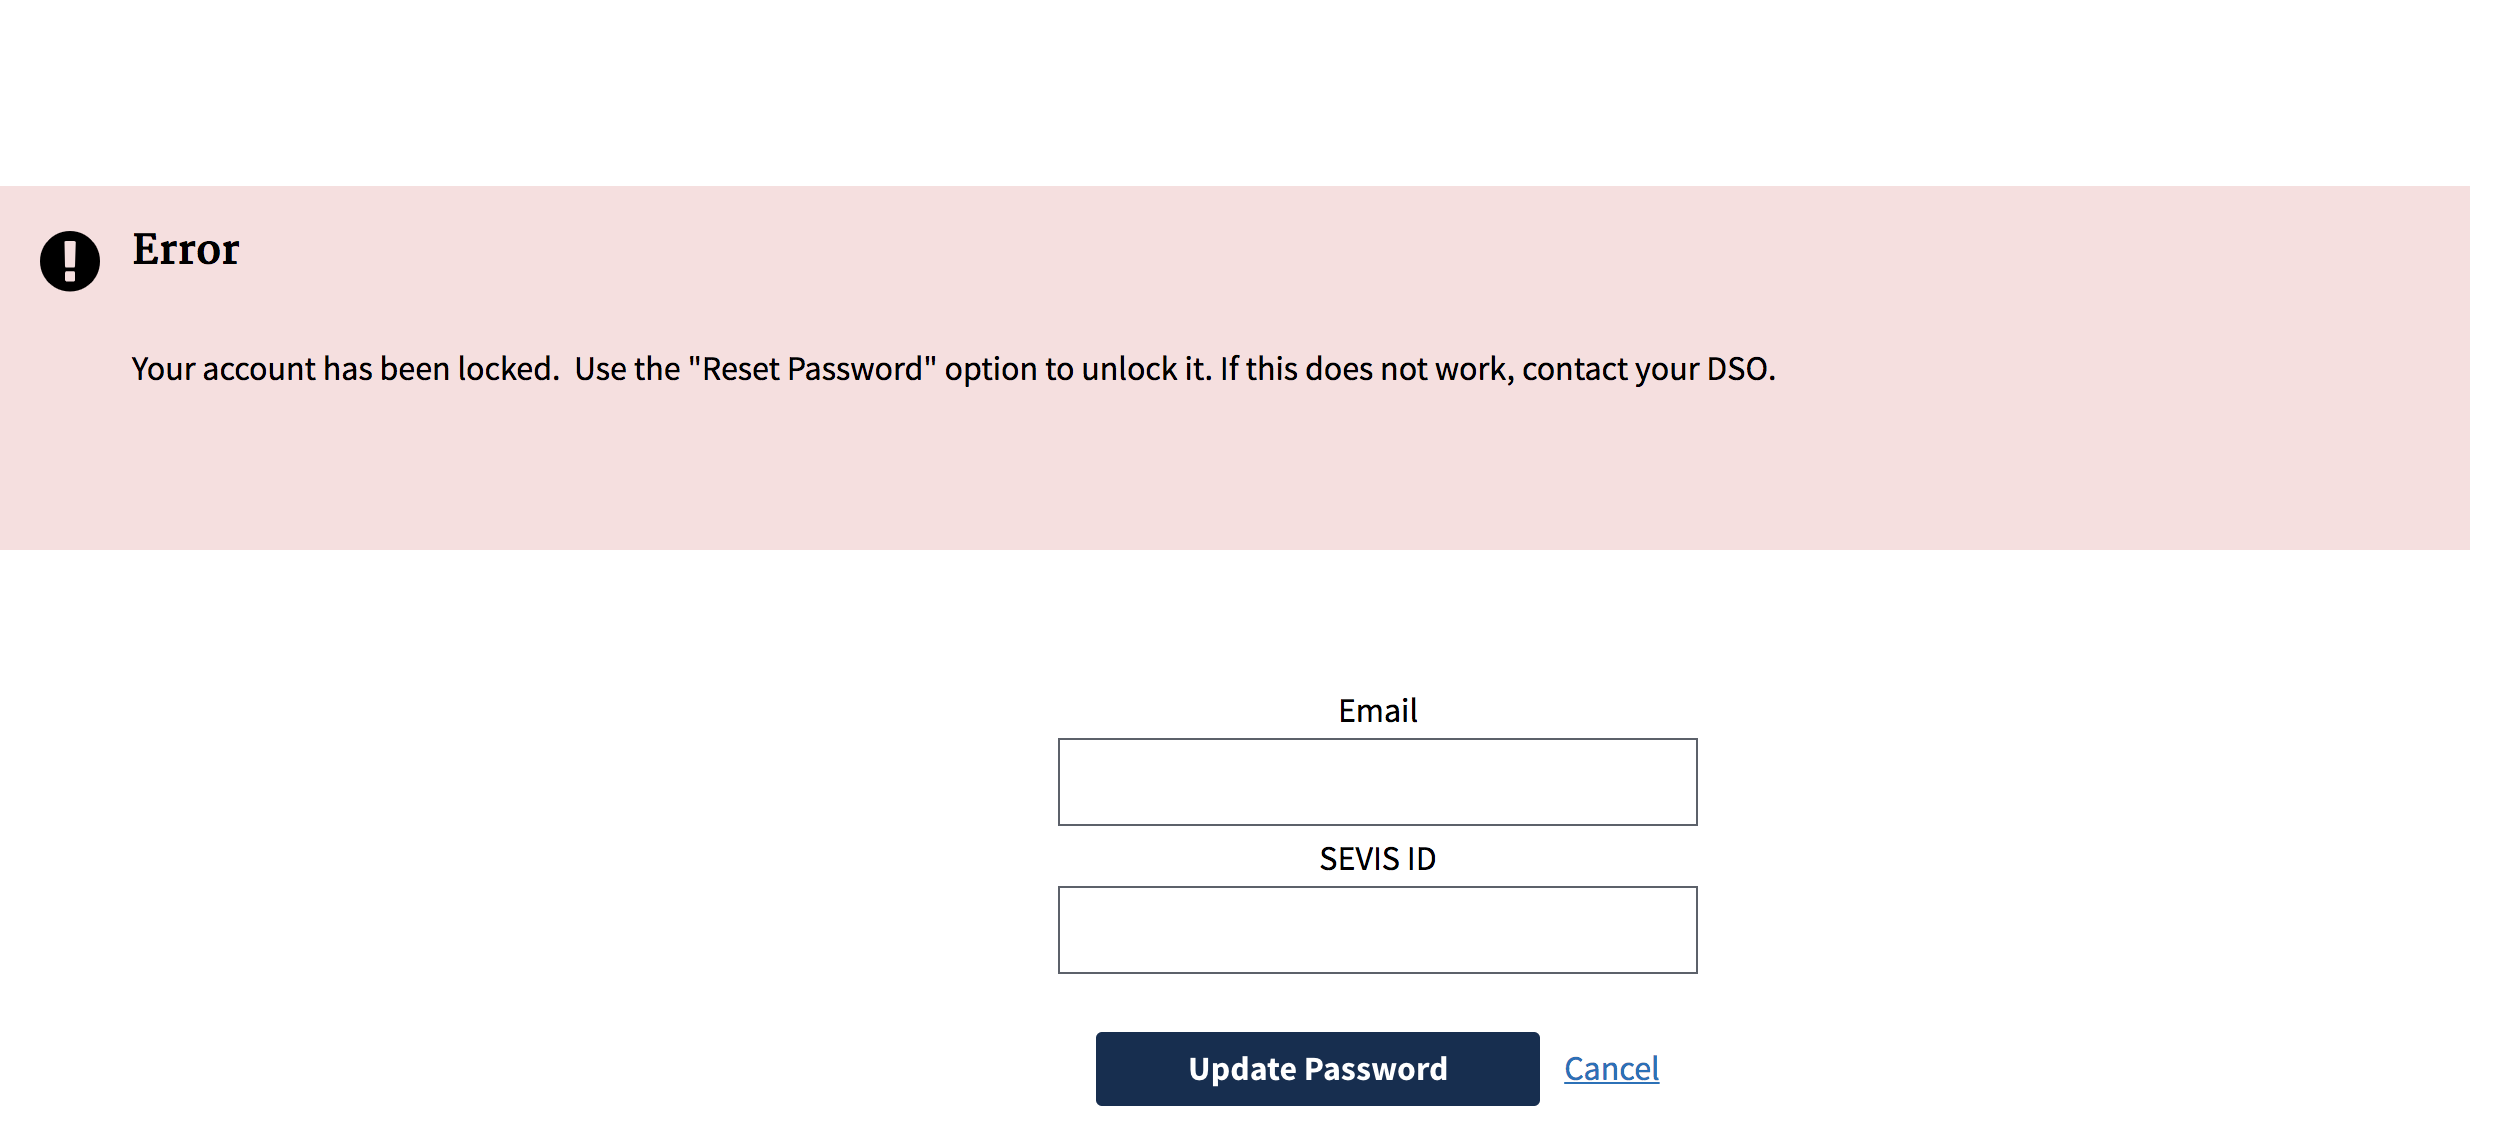 Error
Your account has been locked.  Use the "Reset Password" option to unlock it. If this does not work, contact your DSO.
Email
SEVIS ID
Update Password Cancel